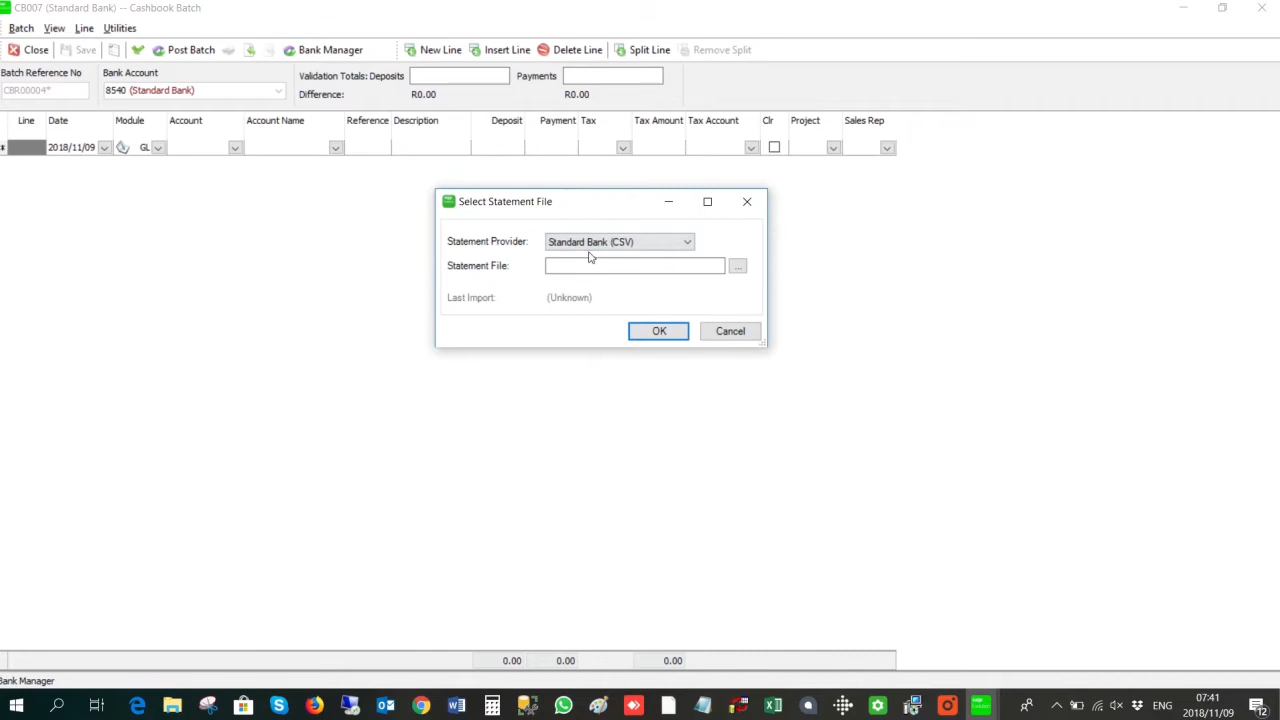 CB007 (Standard Bank) -- Cashbook Batch
Batch View Line Utilities
Close Save Post Batch Bank Manager New Line Insert Line Delete Line Split Line Remove Split
Batch Reference No Bank Account Validation Totals: Deposits Payments
CBR00004* 8540 (Standard Bank) Difference: R0.00 R0.00
Line Date Module Account Account Name Reference Description Deposit Payment Tax Tax Amount Tax Account Clr Project Sales Rep
2018/11/09 GL
Select Statement File
Statement Provider: Standard Bank (CSV)
Statement File: ...
Last Import: (Unknown)
OK Cancel
0.00 0.00 0.00
Bank Manager
ENG 07:41
2018/11/09 12